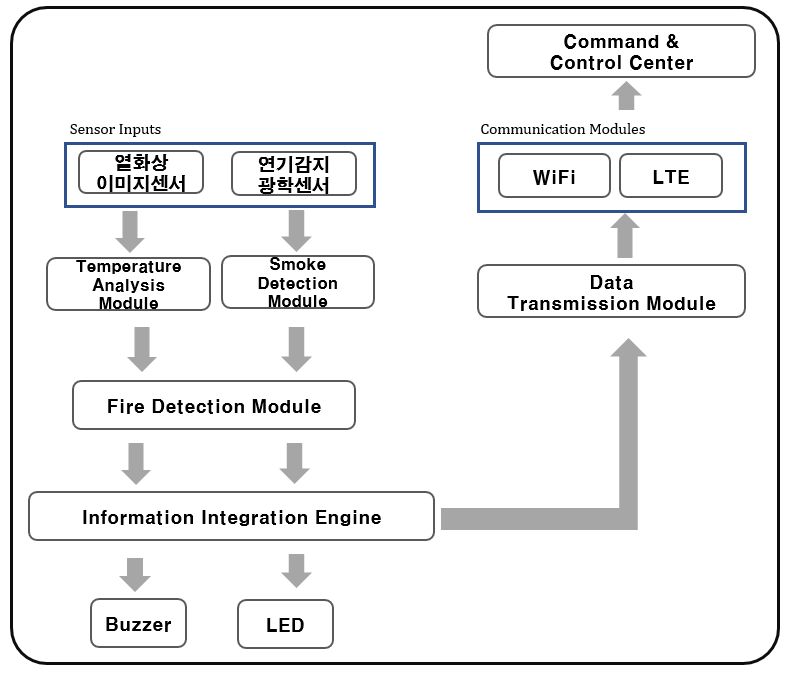 Command &
Control Center
Sensor Inputs
Communication Modules
열화상
이미지센서
연기감지
광학센서
WiFi
LTE
Temperature
Analysis
Module
Smoke
Detection
Module
Data
Transmission Module
Fire Detection Module
Information Integration Engine
Buzzer
LED